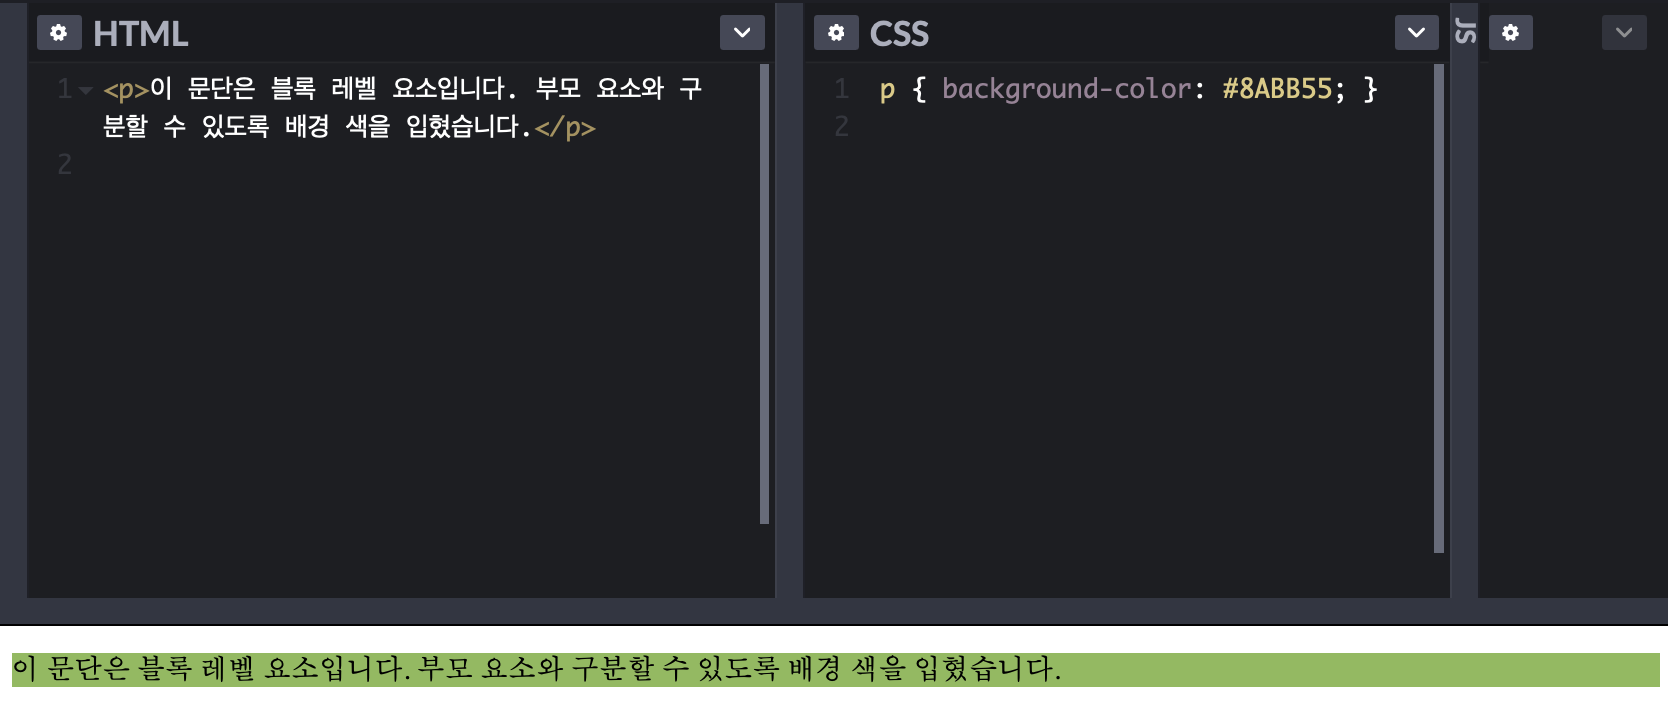 HTML
1 <p>이 문단은 블록 레벨 요소입니다. 부모 요소와 구
분할 수 있도록 배경 색을 입혔습니다.</p>
2
CSS
1 p { background-color: #8ABB55; }
2
JS
이 문단은 블록 레벨 요소입니다. 부모 요소와 구분할 수 있도록 배경 색을 입혔습니다.